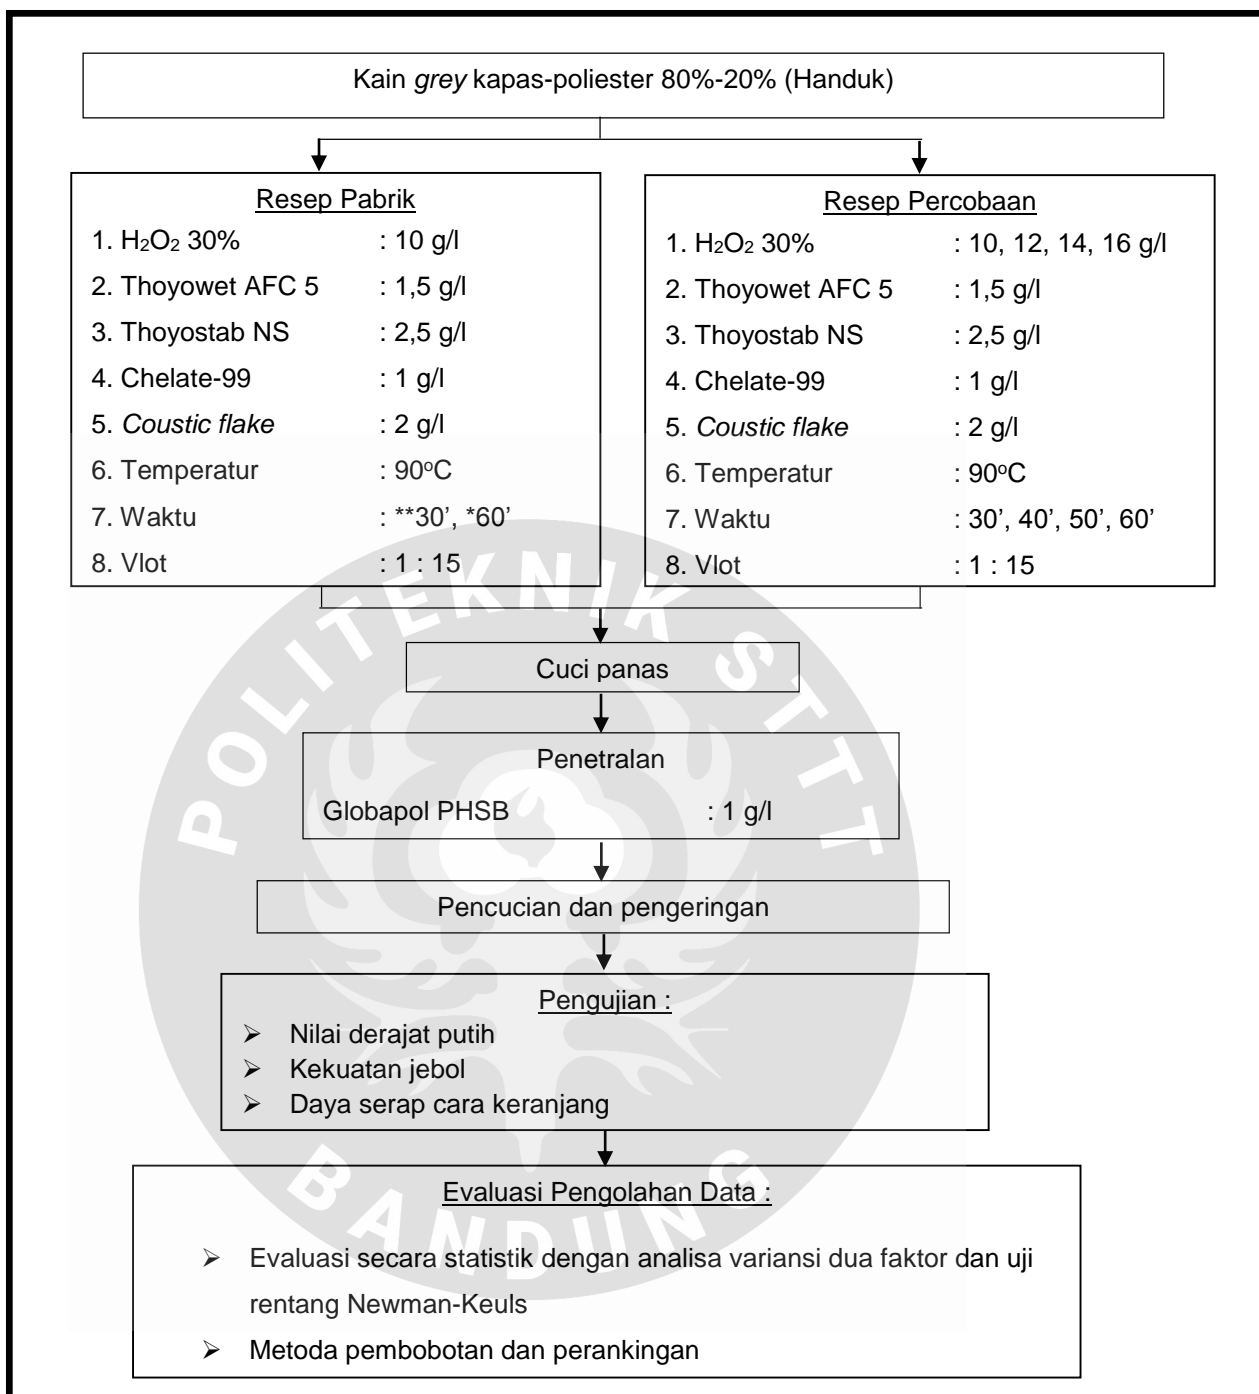 Kain grey kapas-poliester 80%-20% (Handuk)
Resep Pabrik
1. H₂O₂ 30% : 10 g/l
2. Thoyowet AFC 5 : 1,5 g/l
3. Thoyostab NS : 2,5 g/l
4. Chelate-99 : 1 g/l
5. Coustic flake : 2 g/l
6. Temperatur : 90°C
7. Waktu : **30’, *60’
8. Vlot : 1 : 15
Resep Percobaan
1. H₂O₂ 30% : 10, 12, 14, 16 g/l
2. Thoyowet AFC 5 : 1,5 g/l
3. Thoyostab NS : 2,5 g/l
4. Chelate-99 : 1 g/l
5. Coustic flake : 2 g/l
6. Temperatur : 90°C
7. Waktu : 30’, 40’, 50’, 60’
8. Vlot : 1 : 15
Cuci panas
Penetralan
Globapol PHSB : 1 g/l
Pencucian dan pengeringan
Pengujian :
➢ Nilai derajat putih
➢ Kekuatan jebol
➢ Daya serap cara keranjang
Evaluasi Pengolahan Data :
➢ Evaluasi secara statistik dengan analisa variansi dua faktor dan uji
rentang Newman-Keuls
➢ Metoda pembobotan dan perankingan
POLITEKNIK STTT
BANDUNG